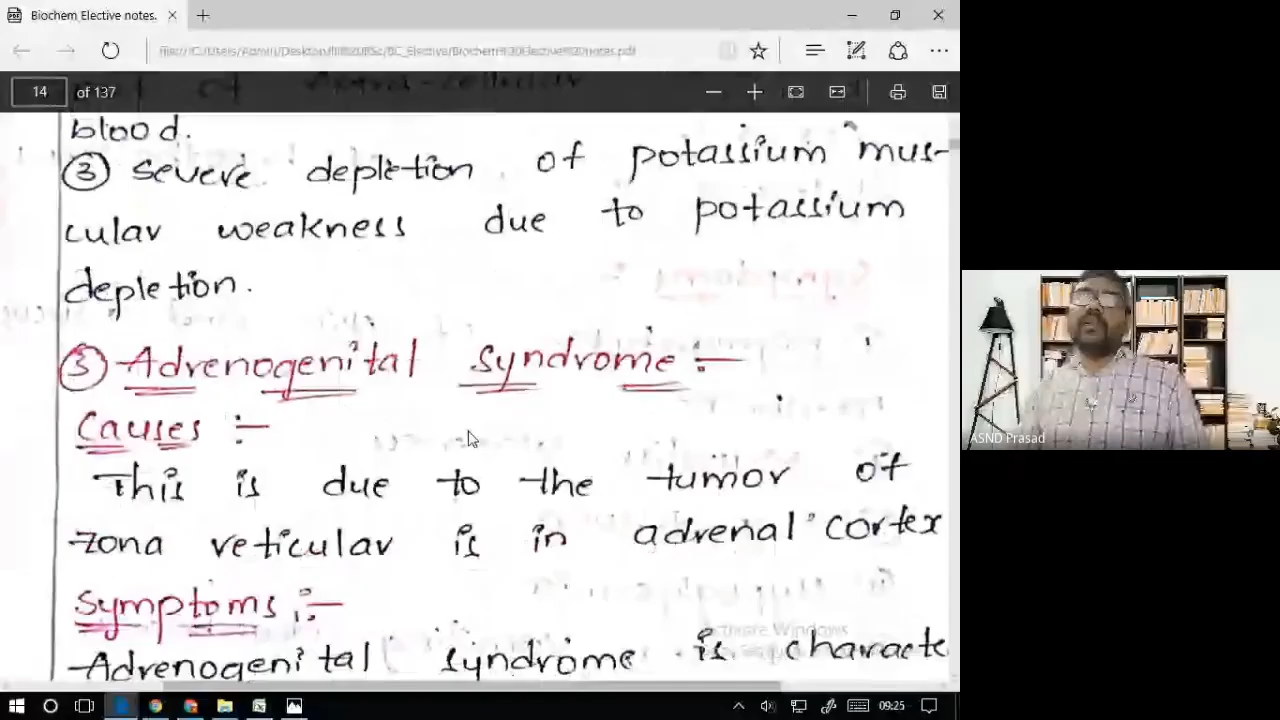 Biochem Elective notes.
14 of 137
blood.
③ Severe depletion of potassium mus-
cular weakness due to potassium
depletion.
③ Adrenogenital syndrome :-
Causes :-
This is due to the tumor of
zona reticular is in adrenal cortex
Symptoms :-
Adrenogenital syndrome is characte
ASND Prasad
09:25